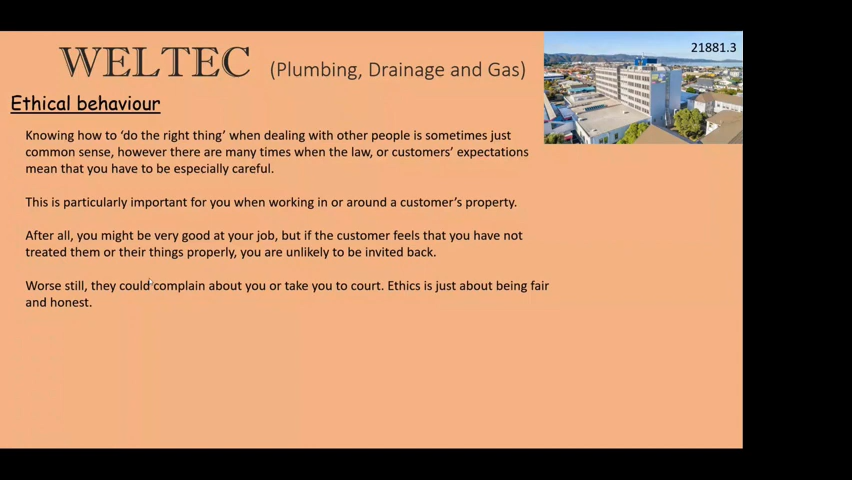 WELTEC (Plumbing, Drainage and Gas)
21881.3
Ethical behaviour
Knowing how to ‘do the right thing’ when dealing with other people is sometimes just
common sense, however there are many times when the law, or customers’ expectations
mean that you have to be especially careful.
This is particularly important for you when working in or around a customer’s property.
After all, you might be very good at your job, but if the customer feels that you have not
treated them or their things properly, you are unlikely to be invited back.
Worse still, they could complain about you or take you to court. Ethics is just about being fair
and honest.